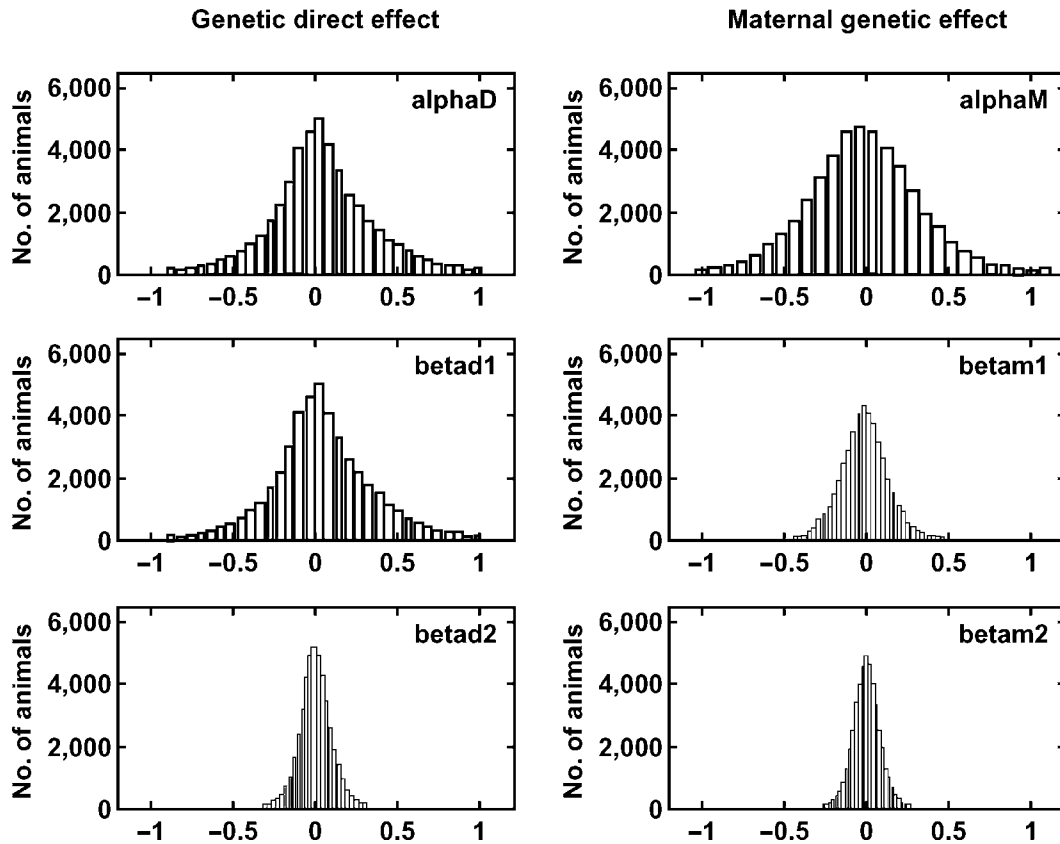 Genetic direct effect
Maternal genetic effect
No. of animals
6,000
4,000
2,000
0
alphaD
−1 −0.5 0 0.5 1
No. of animals
6,000
4,000
2,000
0
alphaM
−1 −0.5 0 0.5 1
No. of animals
6,000
4,000
2,000
0
betad1
−1 −0.5 0 0.5 1
No. of animals
6,000
4,000
2,000
0
betam1
−1 −0.5 0 0.5 1
No. of animals
6,000
4,000
2,000
0
betad2
−1 −0.5 0 0.5 1
No. of animals
6,000
4,000
2,000
0
betam2
−1 −0.5 0 0.5 1